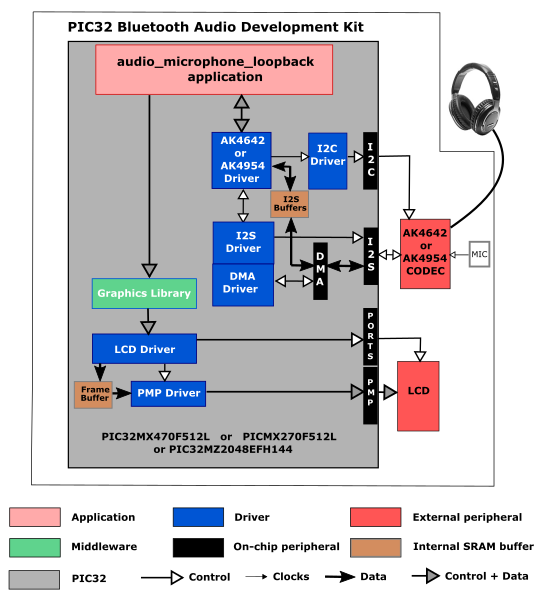 PIC32 Bluetooth Audio Development Kit
audio_microphone_loopback
application
AK4642
or
AK4954
Driver
I2C
Driver
I2C
I2S
Buffers
I2S
Driver
DMA
Driver
DMA
I2S
AK4642
or
AK4954
CODEC
MIC
Graphics Library
LCD Driver
PORTS
Frame
Buffer
PMP Driver
PMP
LCD
PIC32MX470F512L or PICMX270F512L
or PIC32MZ2048EFH144
Application
Driver
External peripheral
Middleware
On-chip peripheral
Internal SRAM buffer
PIC32
Control
Clocks
Data
Control + Data